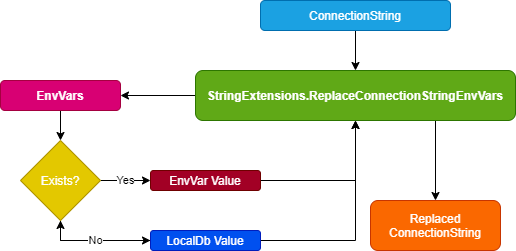 ConnectionString
StringExtensions.ReplaceConnectionStringEnvVars
EnvVars
Exists?
Yes
EnvVar Value
No
LocalDb Value
Replaced
ConnectionString